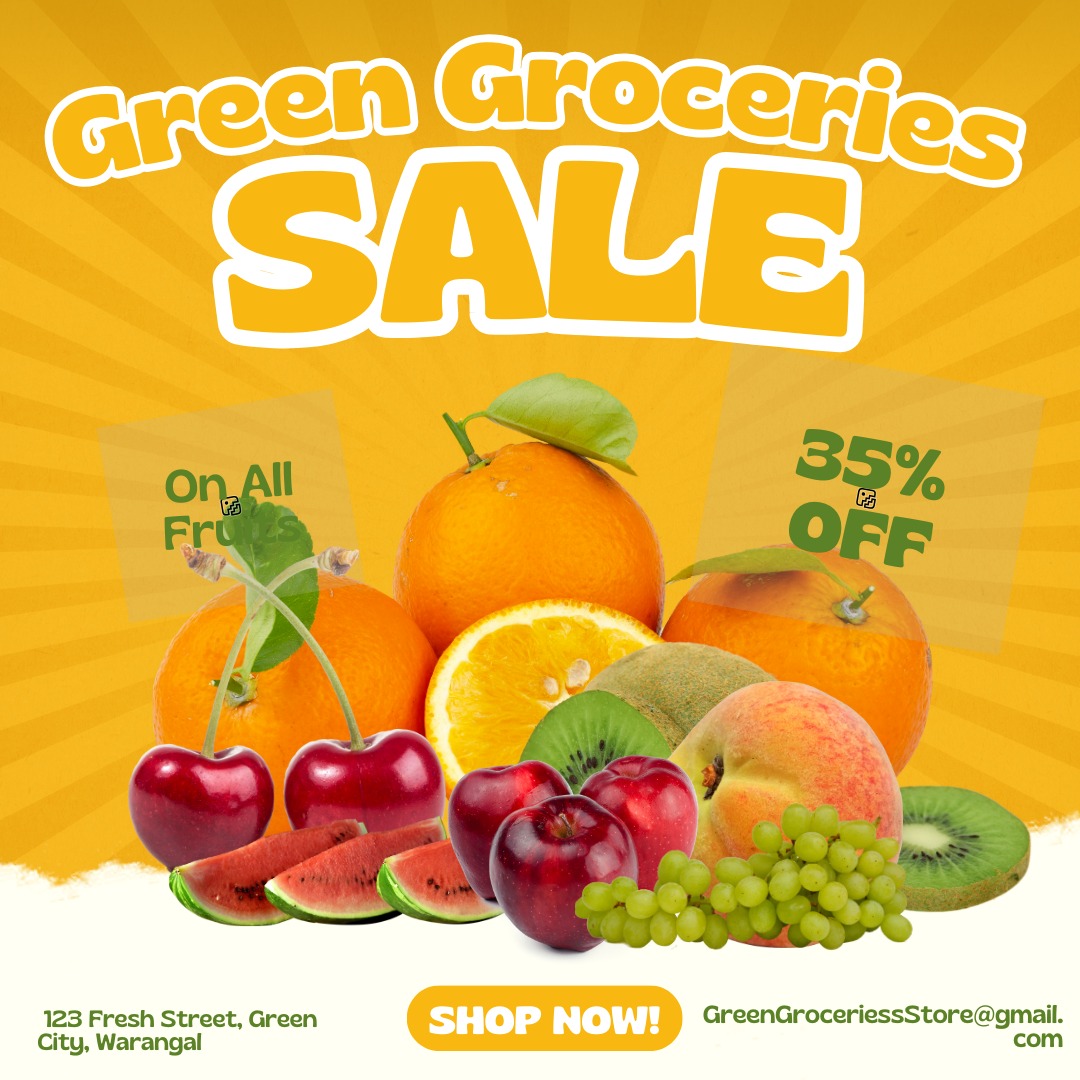 Green Groceries
SALE
On All
Fruits
35%
OFF
123 Fresh Street, Green
City, Warangal
SHOP NOW!
GreenGroceriessStore@gmail.
com